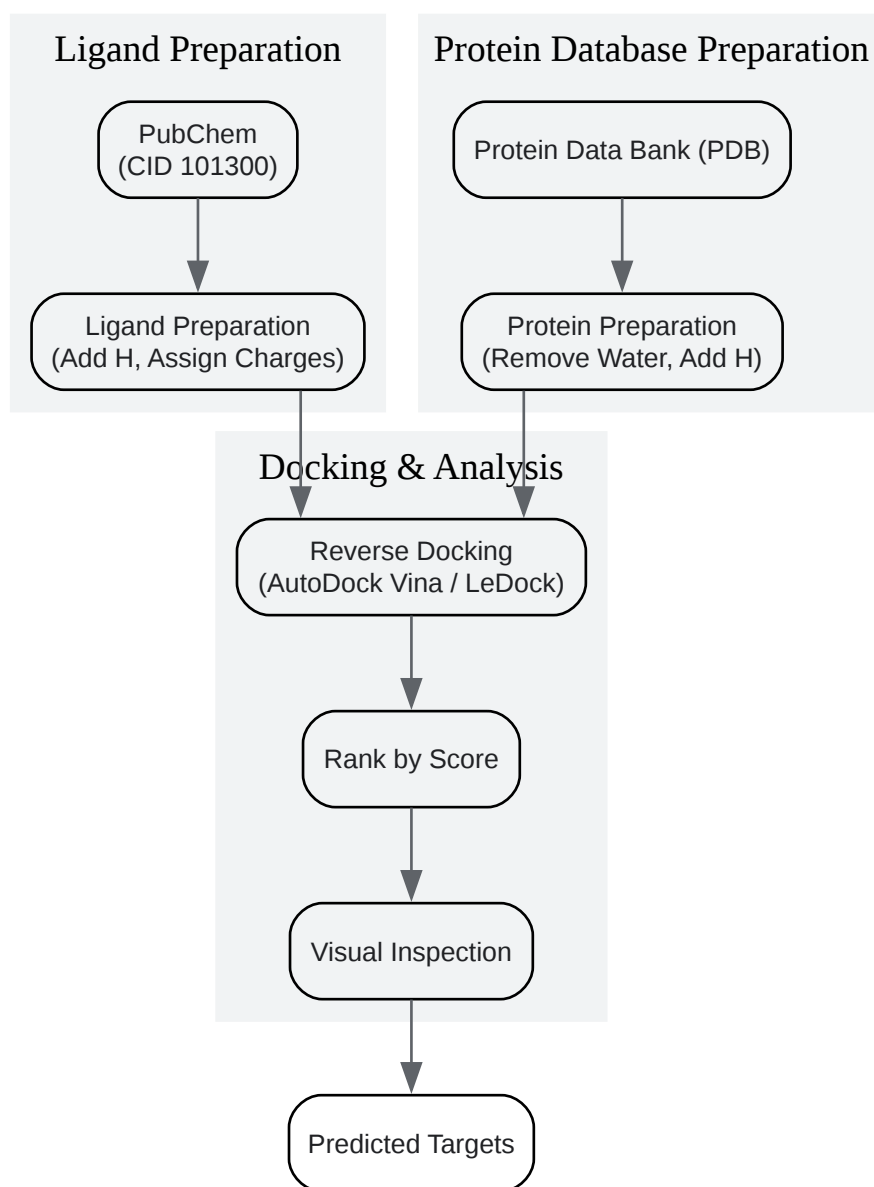 Ligand Preparation
PubChem
(CID 101300)
Ligand Preparation
(Add H, Assign Charges)
Protein Database Preparation
Protein Data Bank (PDB)
Protein Preparation
(Remove Water, Add H)
Docking & Analysis
Reverse Docking
(AutoDock Vina / LeDock)
Rank by Score
Visual Inspection
Predicted Targets